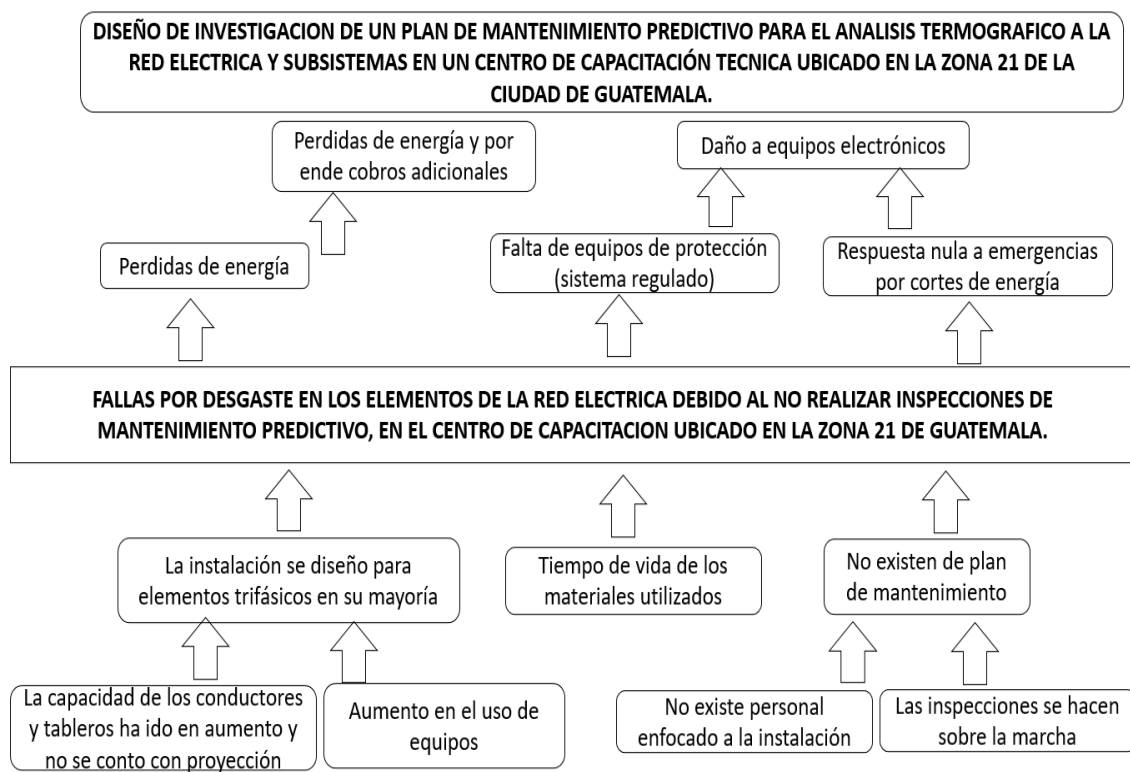 DISEÑO DE INVESTIGACION DE UN PLAN DE MANTENIMIENTO PREDICTIVO PARA EL ANALISIS TERMOGRAFICO A LA
RED ELECTRICA Y SUBSISTEMAS EN UN CENTRO DE CAPACITACIÓN TECNICA UBICADO EN LA ZONA 21 DE LA
CIUDAD DE GUATEMALA.
Perdidas de energía y por
ende cobros adicionales
Daño a equipos electrónicos
Perdidas de energía
Falta de equipos de protección
(sistema regulado)
Respuesta nula a emergencias
por cortes de energía
FALLAS POR DESGASTE EN LOS ELEMENTOS DE LA RED ELECTRICA DEBIDO AL NO REALIZAR INSPECCIONES DE
MANTENIMIENTO PREDICTIVO, EN EL CENTRO DE CAPACITACION UBICADO EN LA ZONA 21 DE GUATEMALA.
La instalación se diseño para
elementos trifásicos en su mayoría
Tiempo de vida de los
materiales utilizados
No existen de plan
de mantenimiento
La capacidad de los conductores
y tableros ha ido en aumento y
no se conto con proyección
Aumento en el uso de
equipos
No existe personal
enfocado a la instalación
Las inspecciones se hacen
sobre la marcha